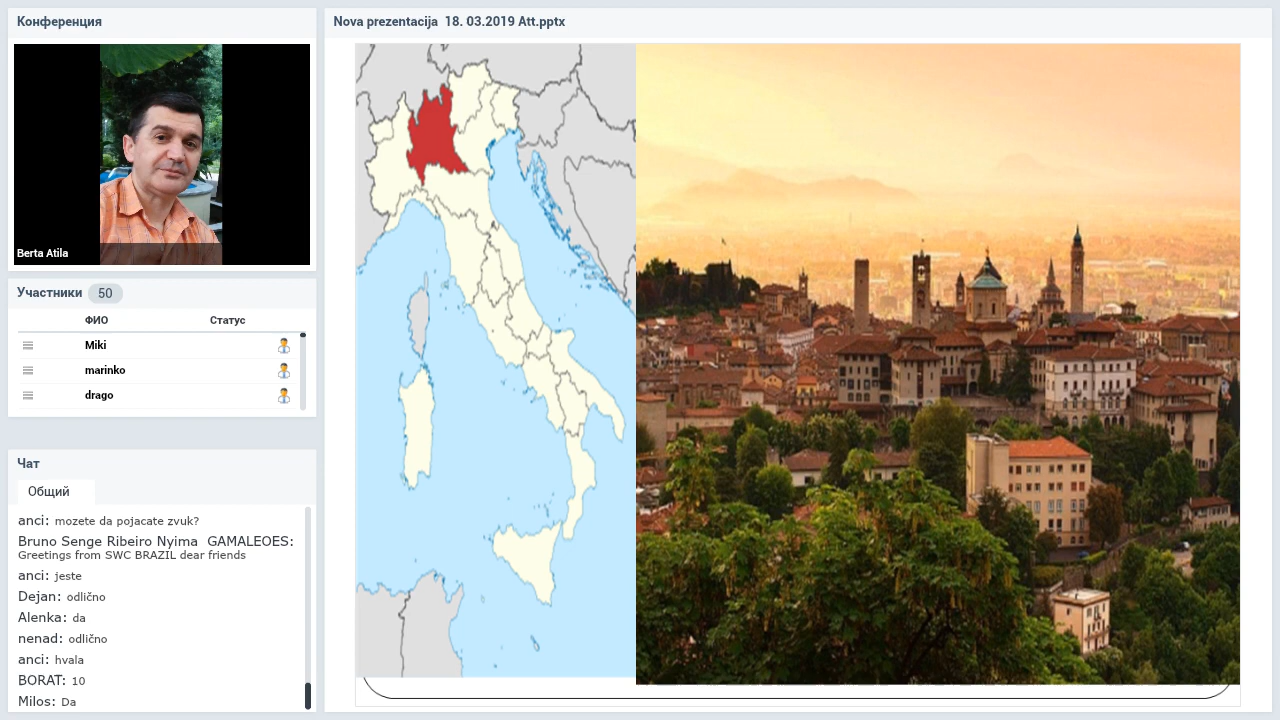 Конференция
Berta Atila
Участники 50
ФИО Статус
Miki
marinko
drago
Чат
Общий
anci: mozete da pojacate zvuk?
Bruno Senge Ribeiro Nyima GAMALEOES:
Greetings from SWC BRAZIL dear friends
anci: jeste
Dejan: odlično
Alenka: da
nenad: odlično
anci: hvala
BORAT: 10
Milos: Da
Nova prezentacija 18. 03.2019 Att.pptx